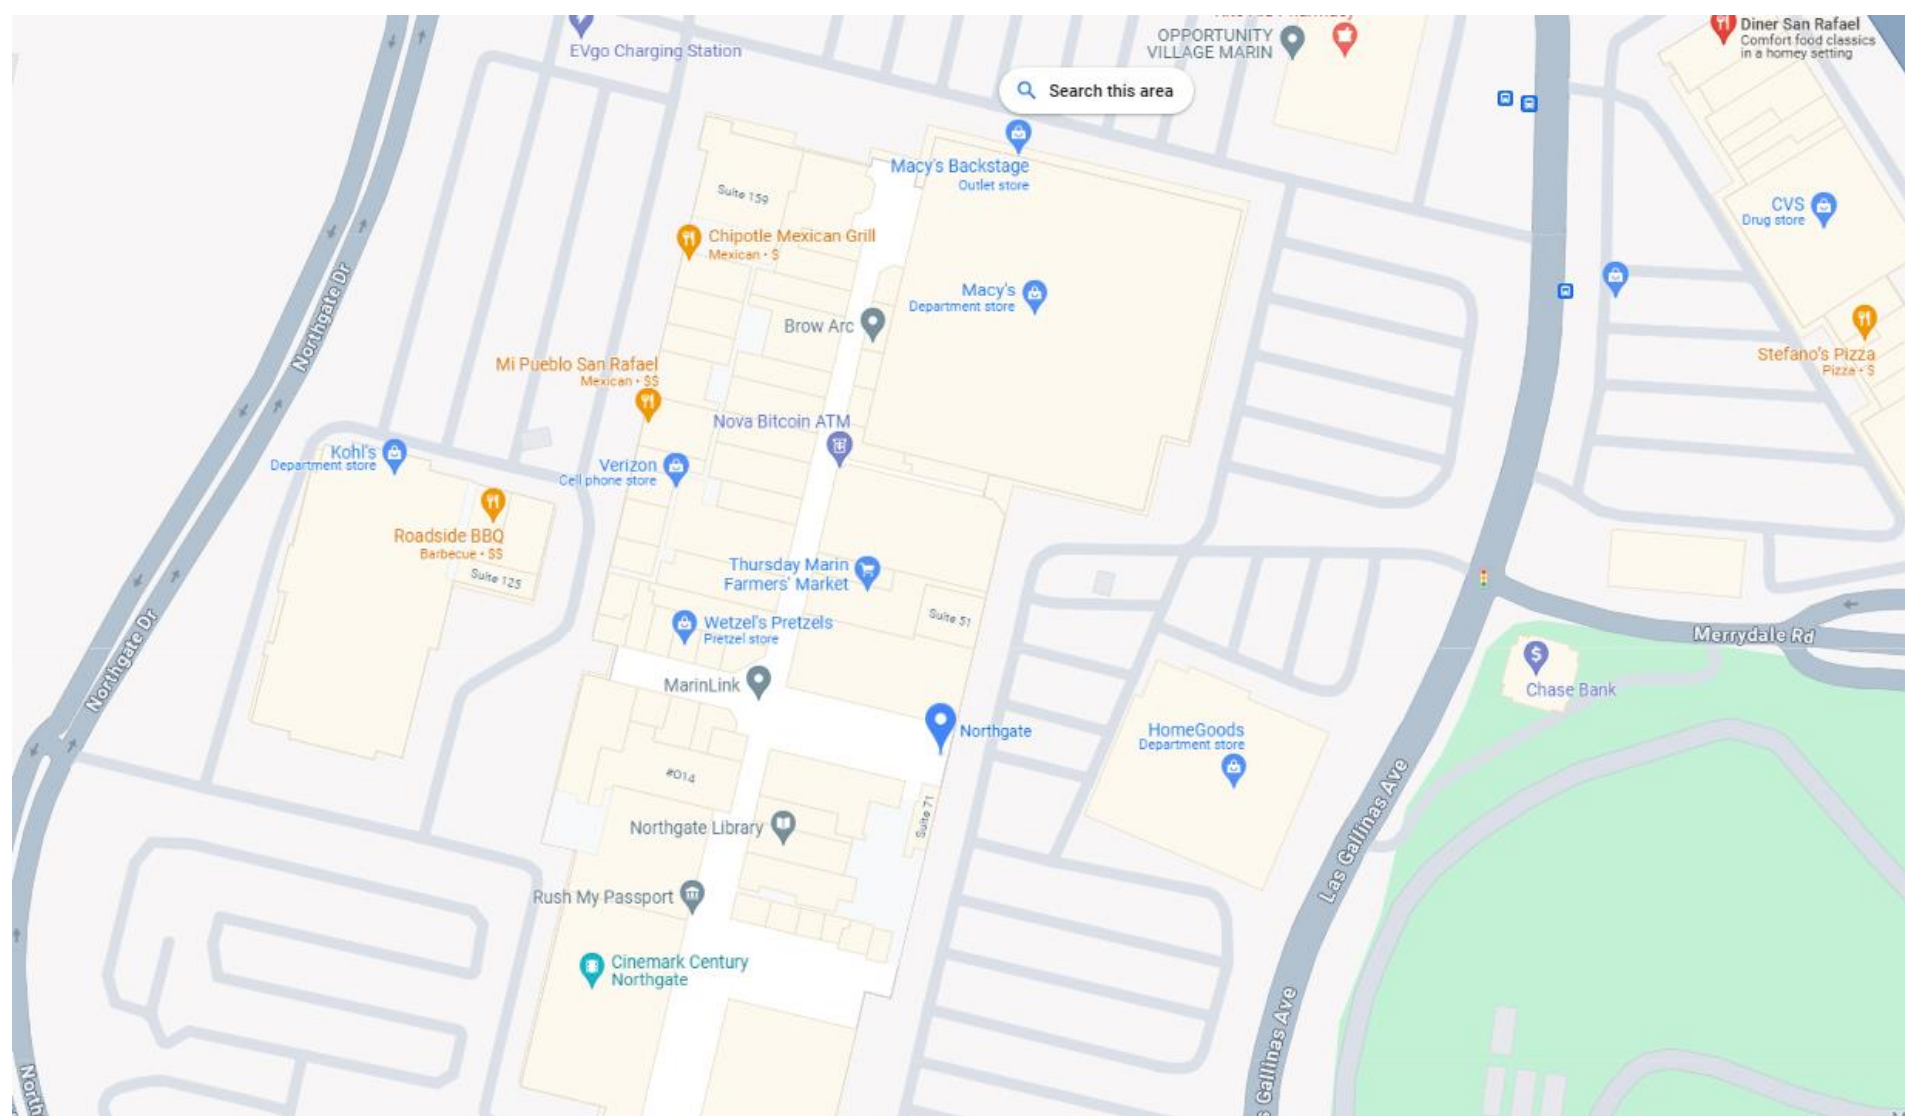 EVgo Charging Station
OPPORTUNITY
VILLAGE MARIN
Diner San Rafael
Comfort food classics
in a homey setting
Search this area
Macy's Backstage
Outlet store
Suite 159
CVS
Drug store
Chipotle Mexican Grill
Mexican • $
Northgate Dr
Macy's
Department store
Brow Arc
Stefano's Pizza
Pizza • $
Mi Pueblo San Rafael
Mexican • $$
Nova Bitcoin ATM
Kohl's
Department store
Verizon
Cell phone store
Roadside BBQ
Barbecue • $$
Suite 125
Thursday Marin
Farmers' Market
Suite 51
Wetzel's Pretzels
Pretzel store
Merrydale Rd
Northgate Dr
MarinLink
$
Chase Bank
Northgate
HomeGoods
Department store
#014
Suite 71
Northgate Library
Las Gallinas Ave
Rush My Passport
Cinemark Century
Northgate
s Gallinas Ave
North